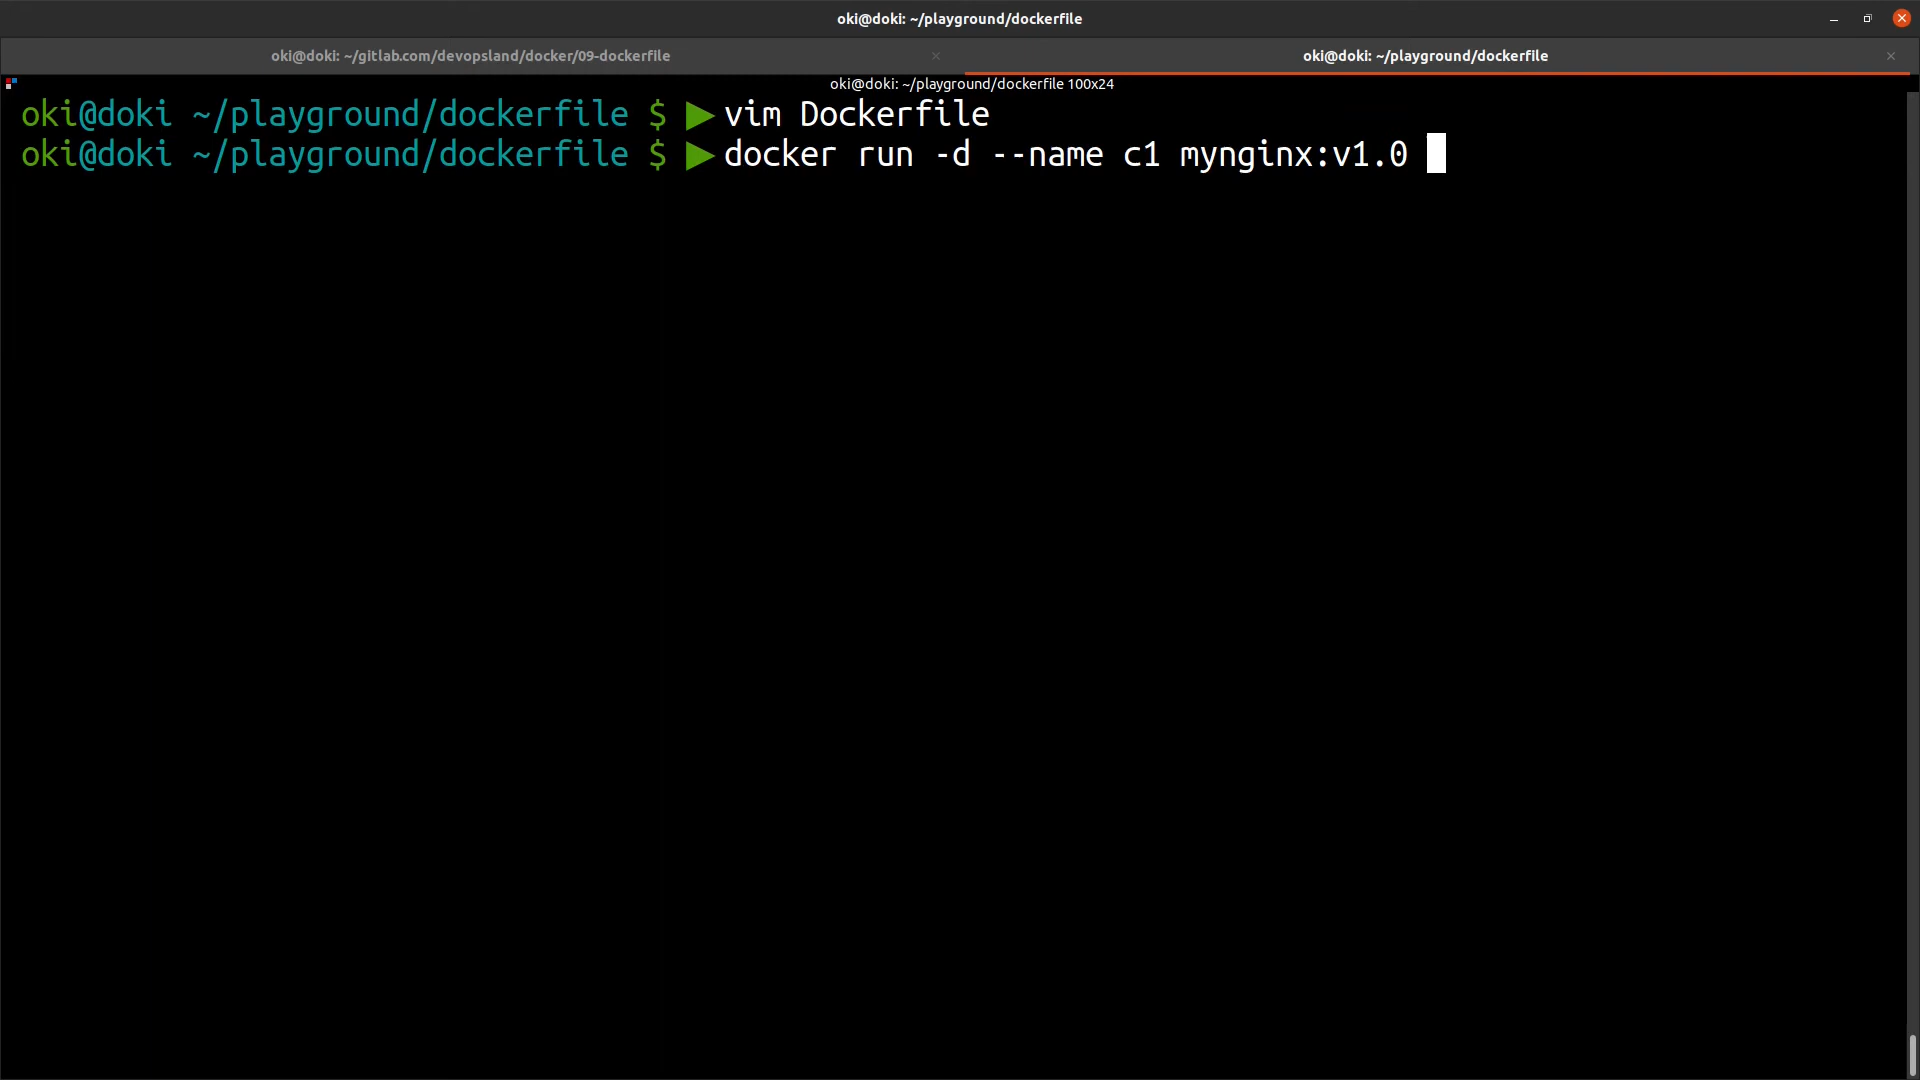 oki@doki: ~/playground/dockerfile
oki@doki: ~/gitlab.com/devopsland/docker/09-dockerfile
oki@doki: ~/playground/dockerfile
oki@doki: ~/playground/dockerfile 100x24
oki@doki ~/playground/dockerfile $ ▶vim Dockerfile
oki@doki ~/playground/dockerfile $ ▶docker run -d --name c1 mynginx:v1.0